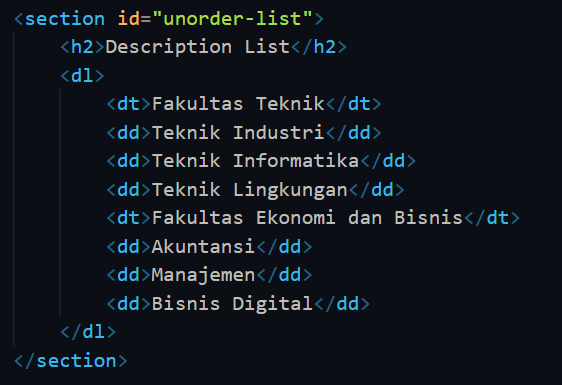 <section id="unorder-list">
<h2>Description List</h2>
<dl>
<dt>Fakultas Teknik</dt>
<dd>Teknik Industri</dd>
<dd>Teknik Informatika</dd>
<dd>Teknik Lingkungan</dd>
<dt>Fakultas Ekonomi dan Bisnis</dt>
<dd>Akuntansi</dd>
<dd>Manajemen</dd>
<dd>Bisnis Digital</dd>
</dl>
</section>